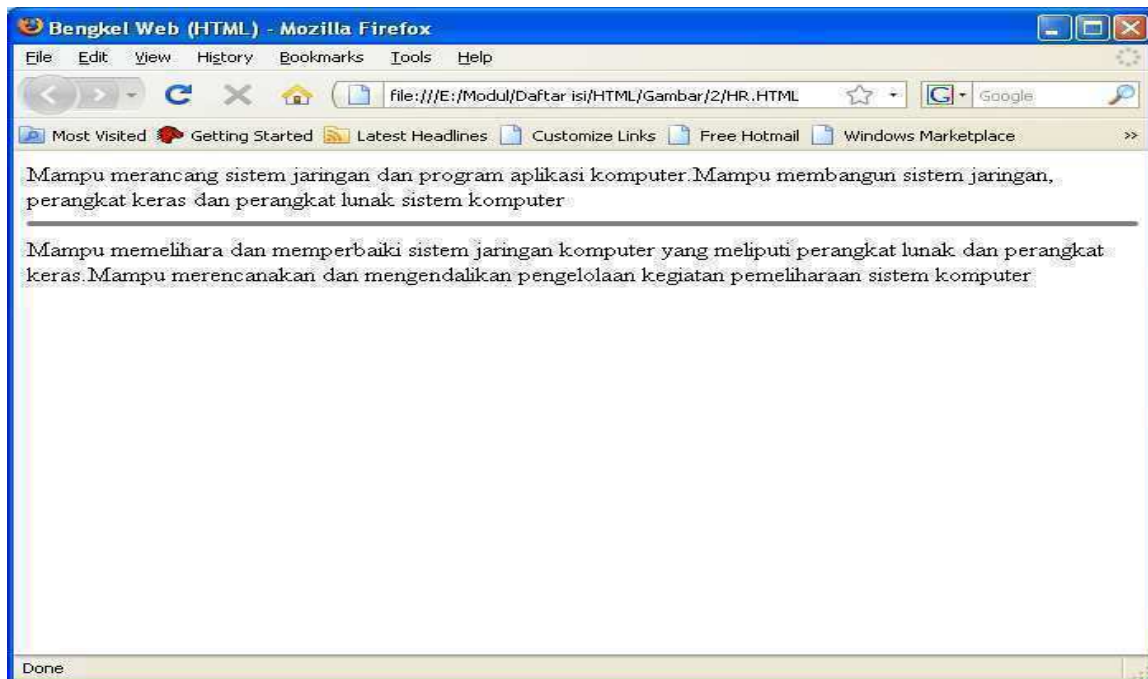 Bengkel Web (HTML) - Mozilla Firefox
File Edit View History Bookmarks Tools Help
file:///E:/Modul/Daftar isi/HTML/Gambar/2/HR.HTML G Google
Most Visited Getting Started Latest Headlines Customize Links Free Hotmail Windows Marketplace »
Mampu merancang sistem jaringan dan program aplikasi komputer.Mampu membangun sistem jaringan,
perangkat keras dan perangkat lunak sistem komputer
Mampu memelihara dan memperbaiki sistem jaringan komputer yang meliputi perangkat lunak dan perangkat
keras.Mampu merencanakan dan mengendalikan pengelolaan kegiatan pemeliharaan sistem komputer
Done